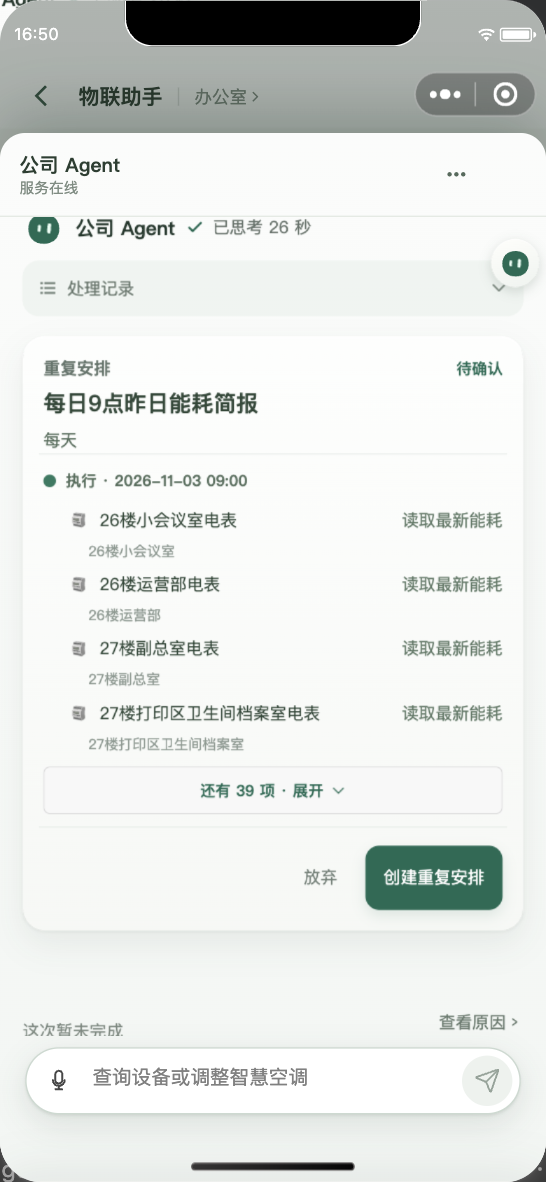 16:50
物联助手
办公室
公司 Agent
服务在线
公司 Agent
已思考 26 秒
处理记录
重复安排
待确认
每日9点昨日能耗简报
每天
执行 · 2026-11-03 09:00
26楼小会议室电表
读取最新能耗
26楼小会议室
26楼运营部电表
读取最新能耗
26楼运营部
27楼副总室电表
读取最新能耗
27楼副总室
27楼打印区卫生间档案室电表
读取最新能耗
27楼打印区卫生间档案室
还有 39 项 · 展开
放弃
创建重复安排
查看原因
这次暂未完成
查询设备或调整智慧空调